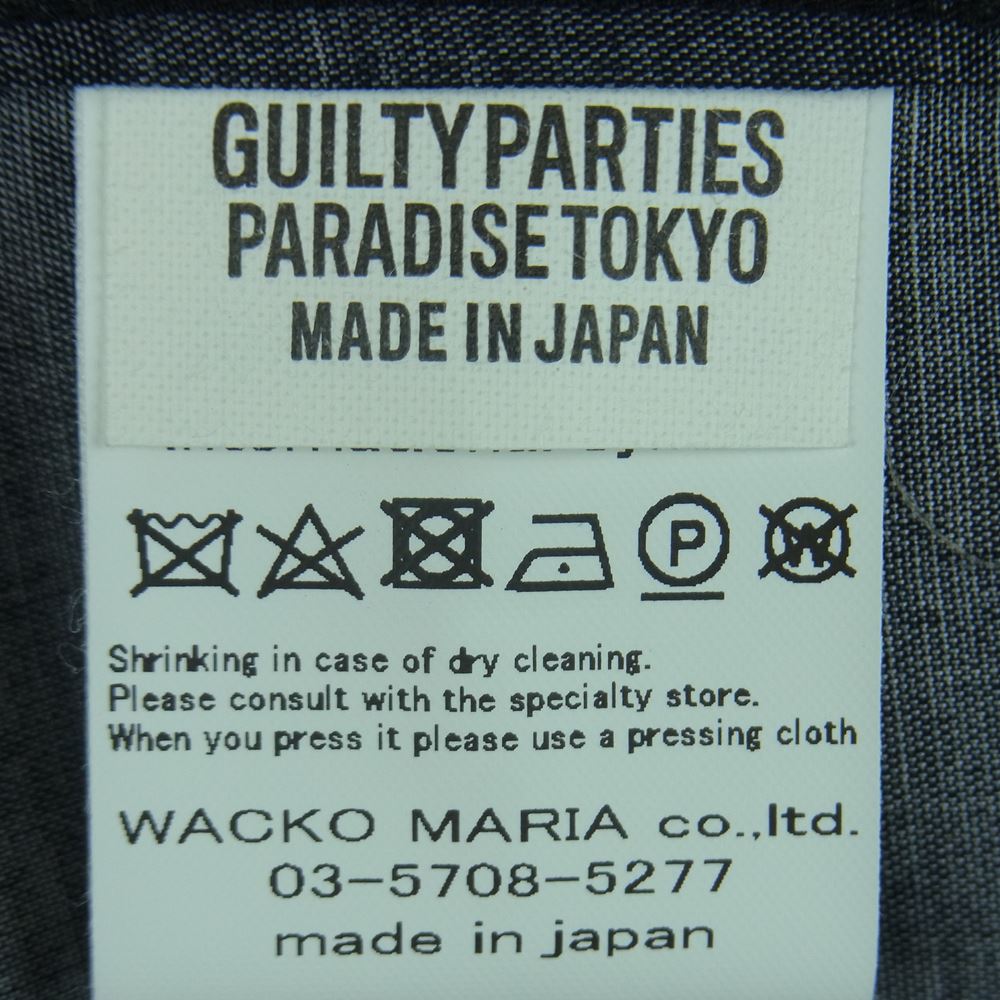 GUILTY PARTIES
PARADISE TOKYO
MADE IN JAPAN
P
W
Shrinking in case of dry cleaning.
Please consult with the specialty store.
When you press it please use a pressing cloth
WACKO MARIA co.,ltd.
03-5708-5277
made in japan